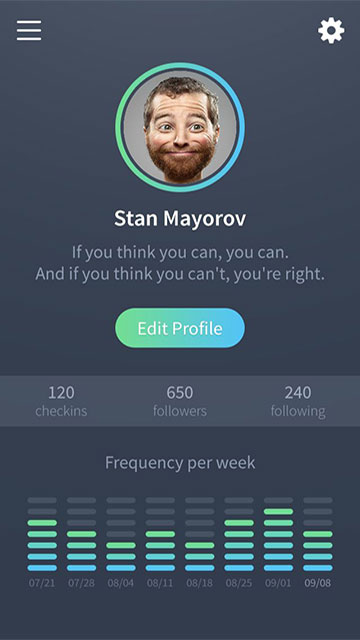 Stan Mayorov
If you think you can, you can.
And if you think you can't, you're right.
Edit Profile
120 650 240
checkins followers following
Frequency per week
07/21 07/28 08/04 08/11 08/18 08/25 09/01 09/08